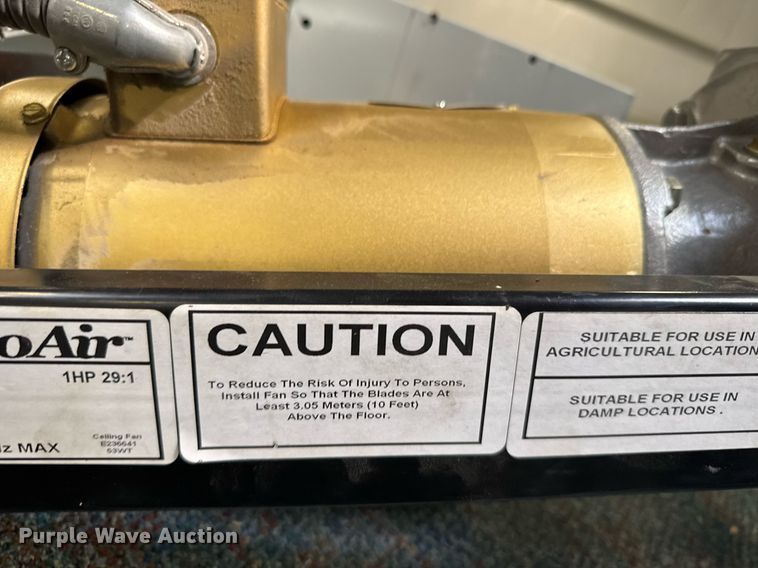 oAir™
1HP 29:1
Ceiling Fan
E236641
53WT
Hz MAX
CAUTION
To Reduce The Risk Of Injury To Persons,
Install Fan So That The Blades Are At
Least 3.05 Meters (10 Feet)
Above The Floor.
SUITABLE FOR USE IN
AGRICULTURAL LOCATION
SUITABLE FOR USE IN
DAMP LOCATIONS .
Purple Wave Auction